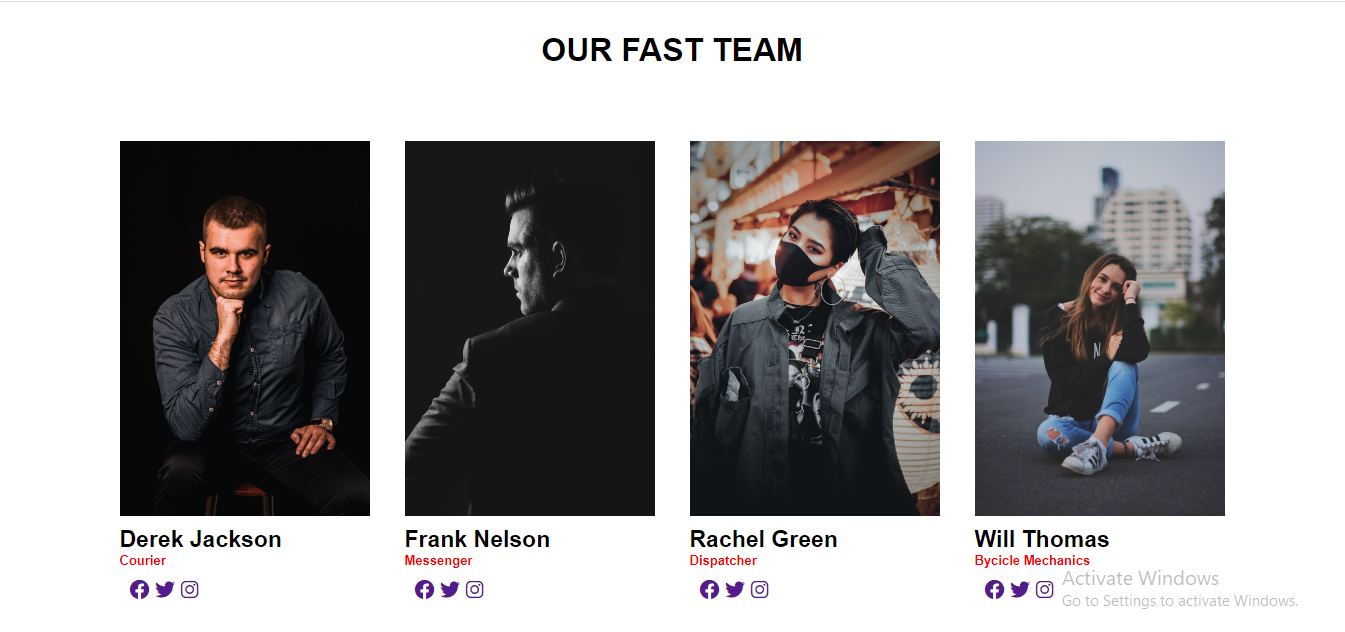 OUR FAST TEAM
Derek Jackson
Courier
Frank Nelson
Messenger
Rachel Green
Dispatcher
Will Thomas
Bycicle Mechanics
Activate Windows
Go to Settings to activate Windows.